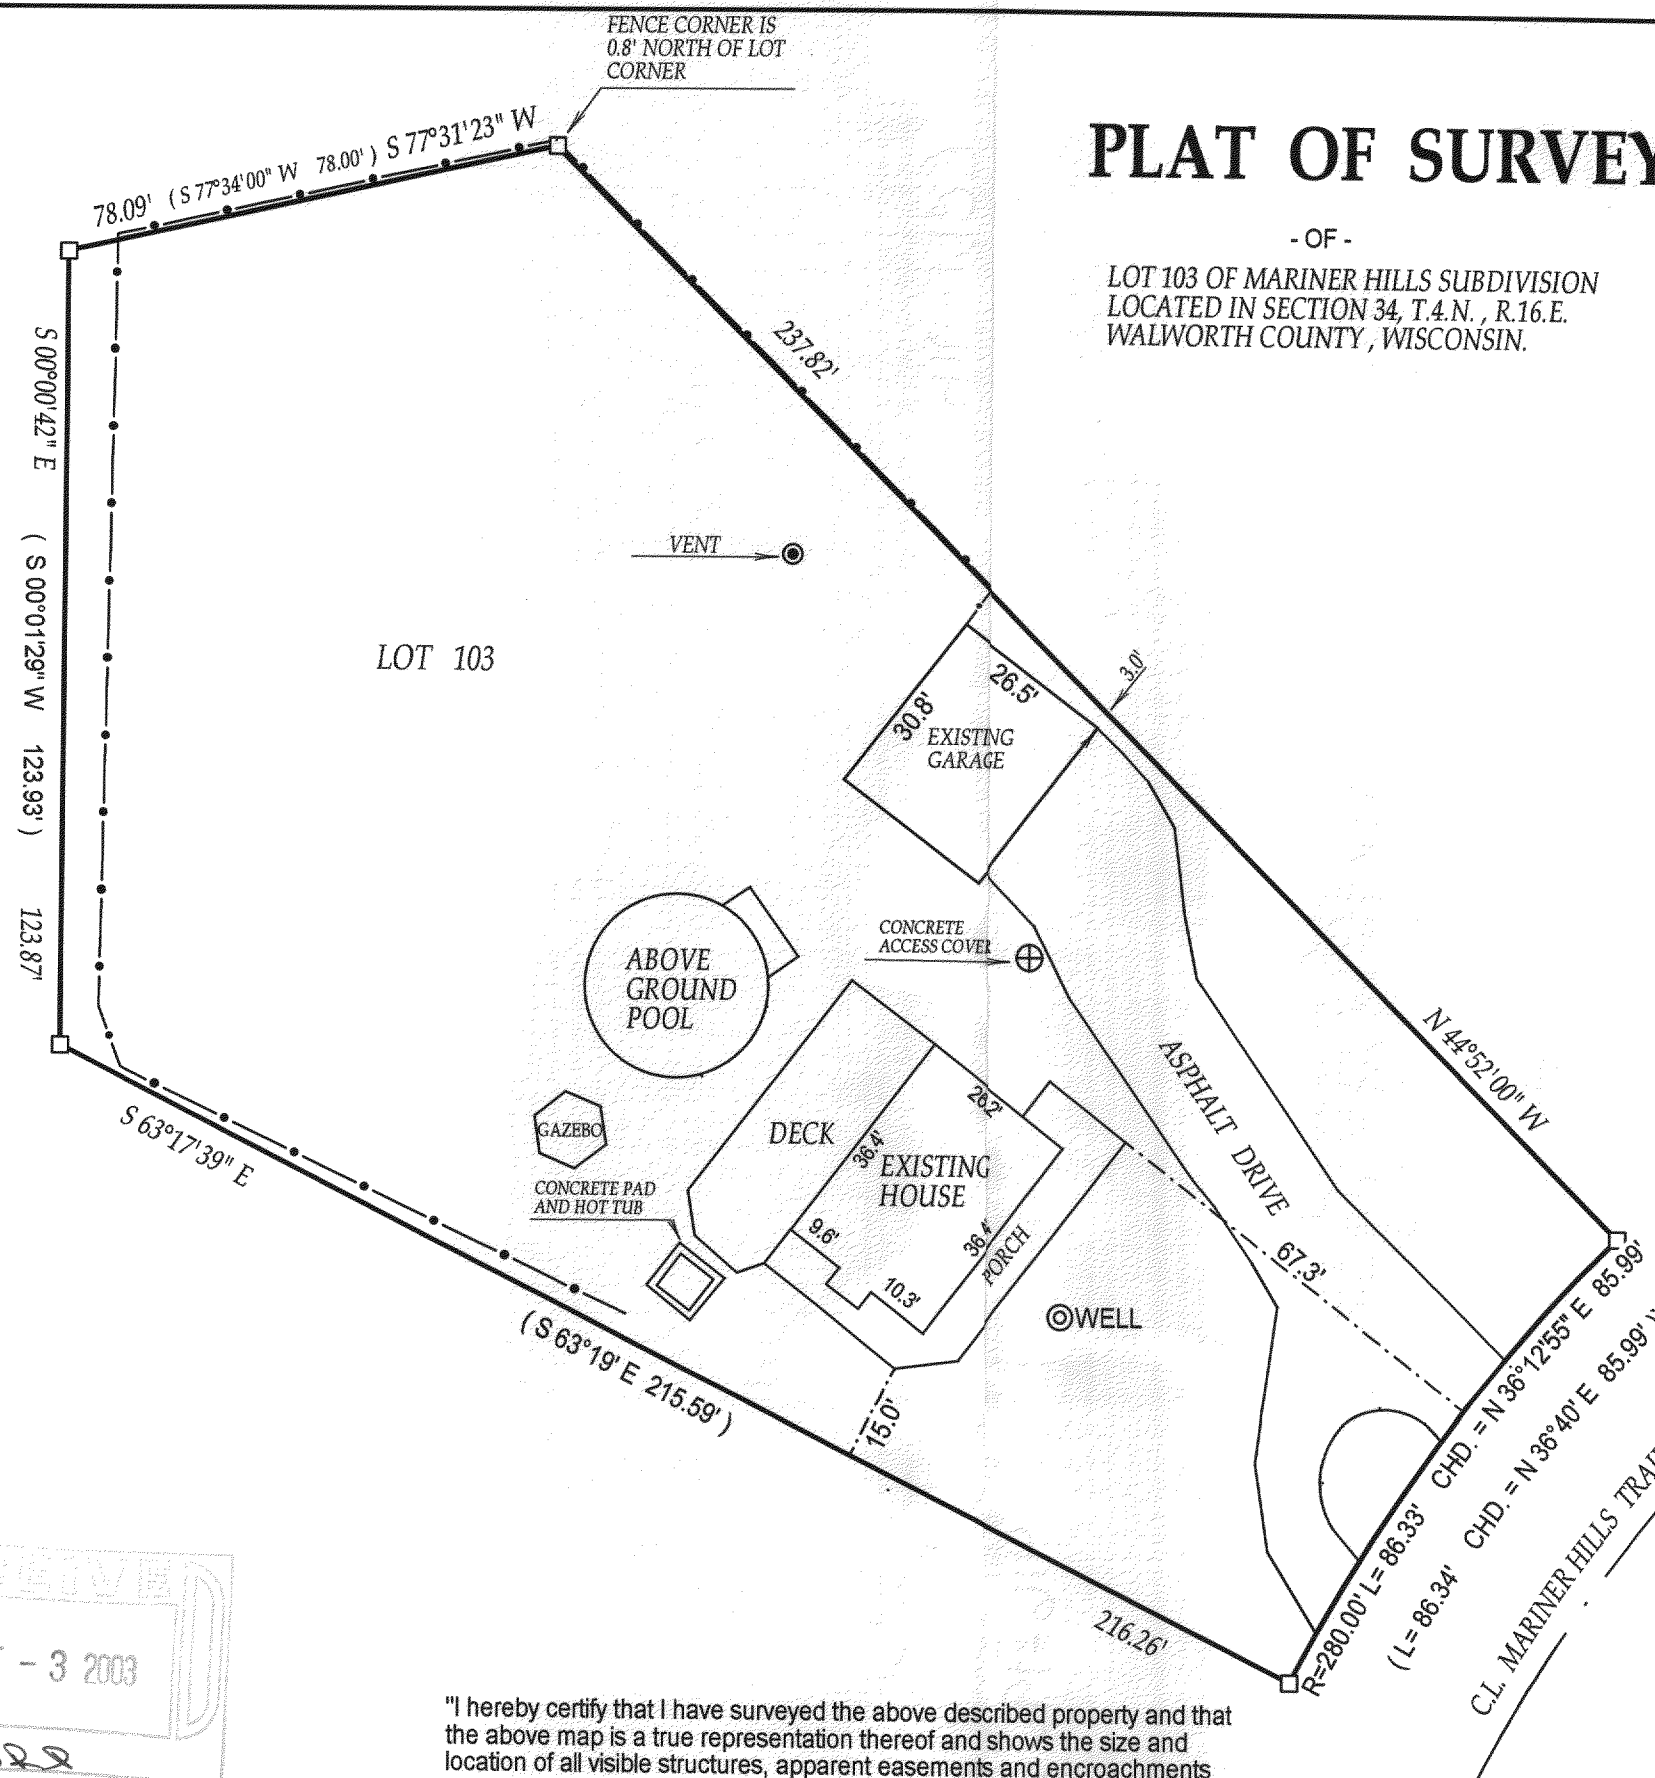 FENCE CORNER IS
0.8' NORTH OF LOT
CORNER
PLAT OF SURVEY
- OF -
LOT 103 OF MARINER HILLS SUBDIVISION
LOCATED IN SECTION 34, T.4.N. , R.16.E.
WALWORTH COUNTY , WISCONSIN.
78.09' ( S 77°34'00" W 78.00' ) S 77°31'23" W
237.82'
S 00°00'42" E
( S 00°01'29" W 123.93' )
123.87'
VENT
LOT 103
3.0'
26.5'
30.8'
EXISTING
GARAGE
CONCRETE
ACCESS COVER
ABOVE
GROUND
POOL
N 44°52'00" W
ASPHALT DRIVE
GAZEBO
DECK
26.2'
36.4'
EXISTING
HOUSE
S 63°17'39" E
CONCRETE PAD
AND HOT TUB
9.6'
36.4'
PORCH
10.3'
67.3'
WELL
( S 63°19' E 215.59' )
15.0'
216.26'
R=280.00' L= 86.33' CHD. = N 36°12'55" E 85.99'
( L= 86.34' CHD. = N 36°40' E 85.99' )
C.L. MARINER HILLS TRAIL
- 3 2003
"I hereby certify that I have surveyed the above described property and that
the above map is a true representation thereof and shows the size and
location of all visible structures, apparent easements and encroachments